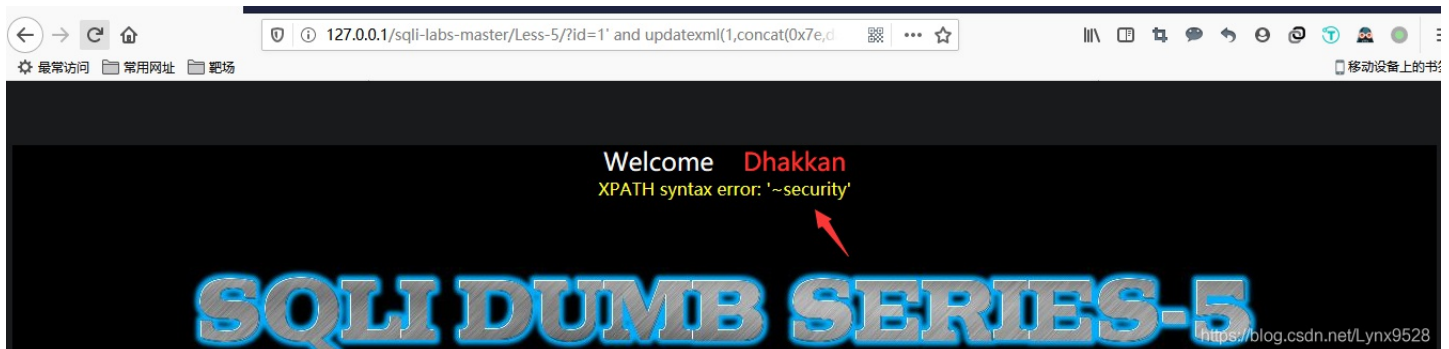 127.0.0.1/sqli-labs-master/Less-5/?id=1' and updatexml(1,concat(0x7e,d
最常访问 常用网址 靶场 移动设备上的书签
Welcome Dhakkan
XPATH syntax error: '~security'
SQLI DUMB SERIES-5
https://blog.csdn.net/Lynx9528